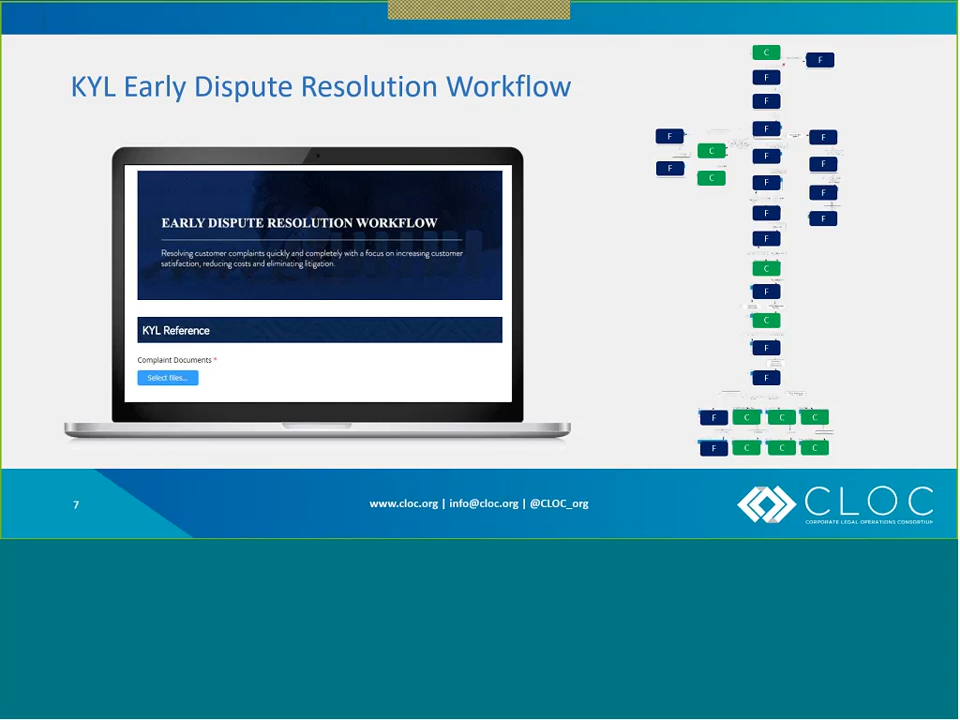 KYL Early Dispute Resolution Workflow
EARLY DISPUTE RESOLUTION WORKFLOW
Resolving customer complaints quickly and completely with a focus on increasing customer
satisfaction, reducing costs and eliminating litigation.
KYL Reference
Complaint Documents *
Select files...
C
F
F
F
F
F
F
C
F
F
C
F
F
F
F
F
F
F
C
F
C
F
F
F C C C
F C C C
7
www.cloc.org | info@cloc.org | @CLOC_org
CLOC
CORPORATE LEGAL OPERATIONS CONSORTIUM